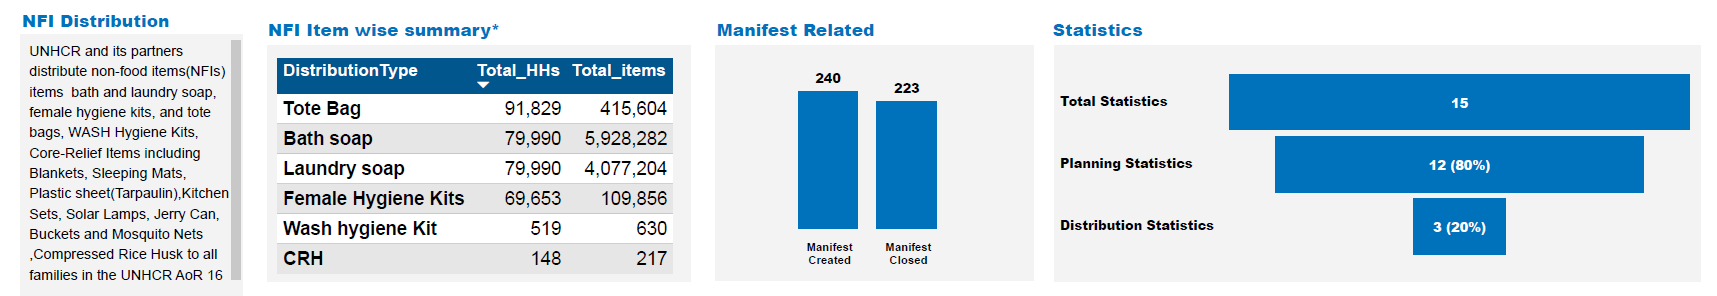 NFI Distribution
UNHCR and its partners
distribute non-food items(NFIs)
items bath and laundry soap,
female hygiene kits, and tote
bags, WASH Hygiene Kits,
Core-Relief Items including
Blankets, Sleeping Mats,
Plastic sheet(Tarpaulin),Kitchen
Sets, Solar Lamps, Jerry Can,
Buckets and Mosquito Nets
,Compressed Rice Husk to all
families in the UNHCR AoR 16
NFI Item wise summary*
DistributionType Total_HHs Total_items
Tote Bag 91,829 415,604
Bath soap 79,990 5,928,282
Laundry soap 79,990 4,077,204
Female Hygiene Kits 69,653 109,856
Wash hygiene Kit 519 630
CRH 148 217
Manifest Related
240
223
Manifest
Created
Manifest
Closed
Statistics
Total Statistics 15
Planning Statistics 12 (80%)
Distribution Statistics 3 (20%)